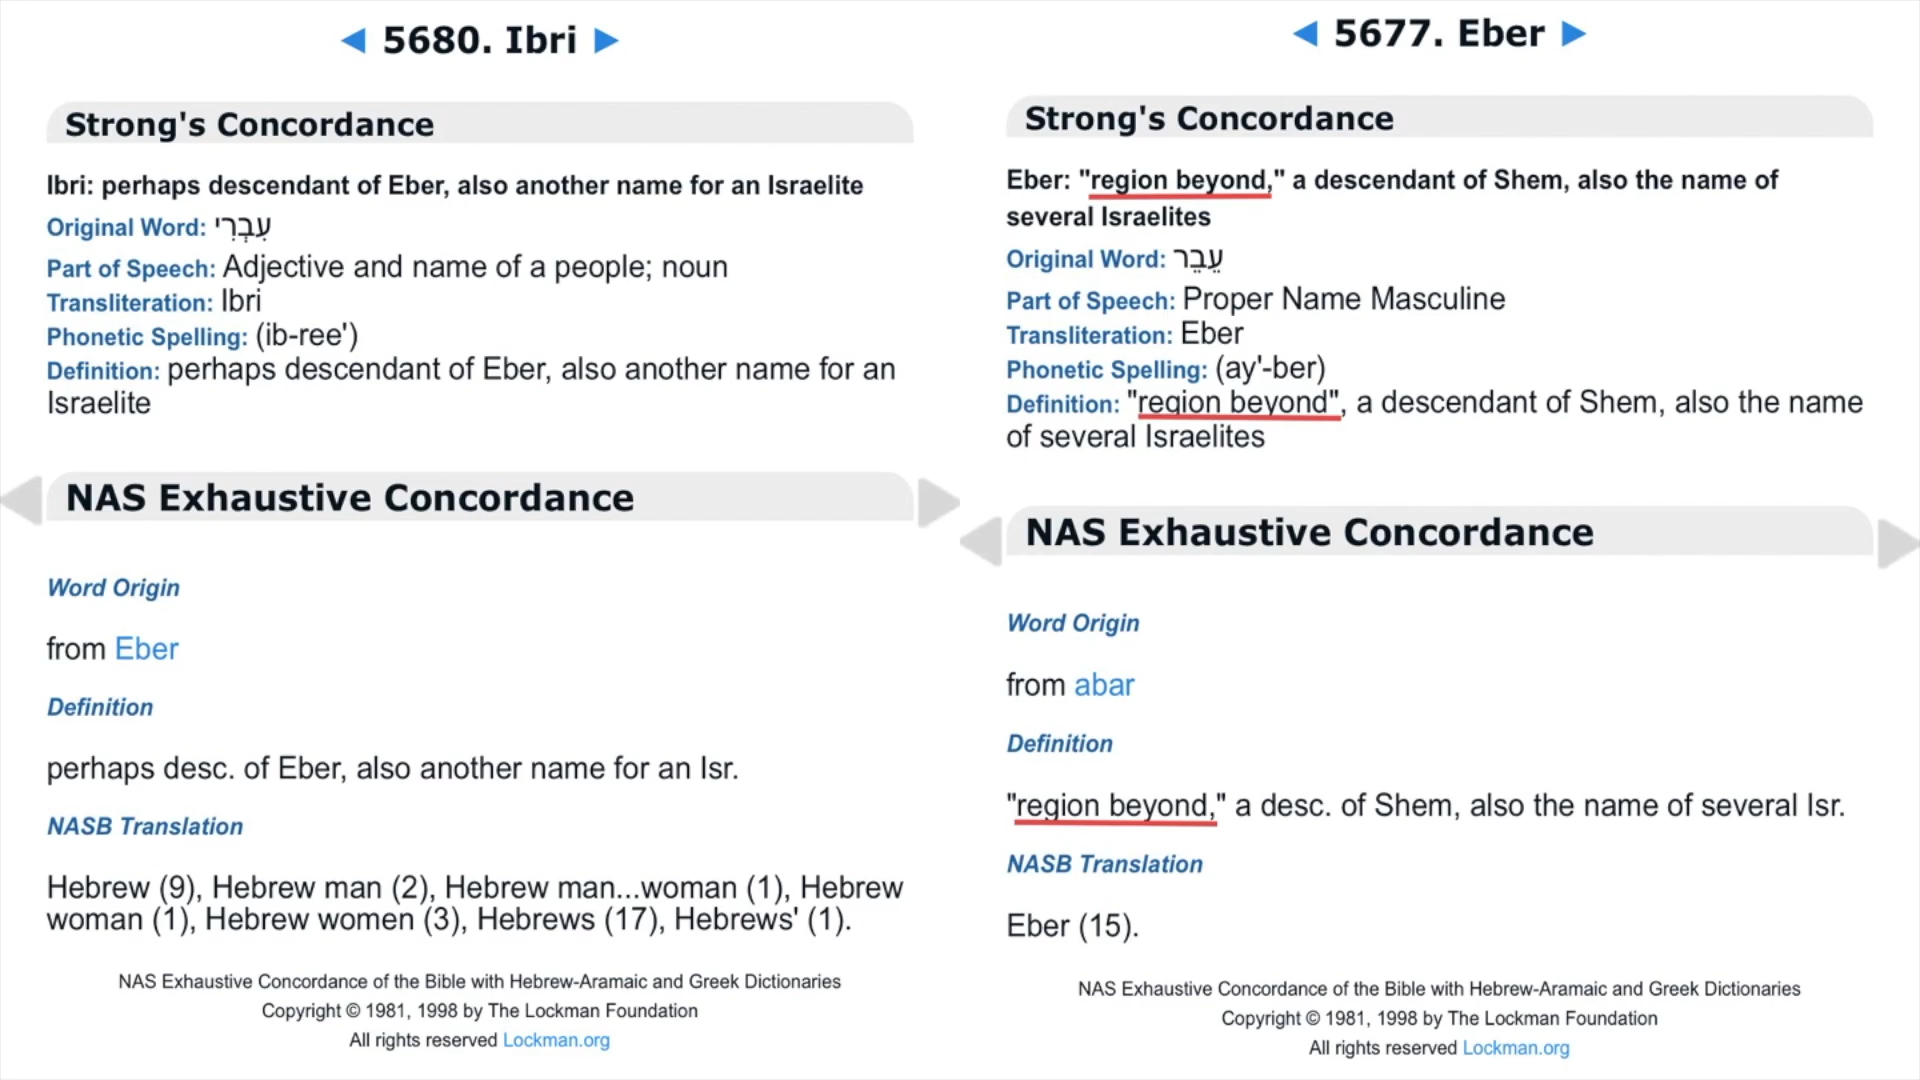 ◀ 5680. Ibri ▶
Strong's Concordance
Ibri: perhaps descendant of Eber, also another name for an Israelite
Original Word: עִבְרִי
Part of Speech: Adjective and name of a people; noun
Transliteration: Ibri
Phonetic Spelling: (ib-ree')
Definition: perhaps descendant of Eber, also another name for an
Israelite
NAS Exhaustive Concordance
Word Origin
from Eber
Definition
perhaps desc. of Eber, also another name for an Isr.
NASB Translation
Hebrew (9), Hebrew man (2), Hebrew man...woman (1), Hebrew
woman (1), Hebrew women (3), Hebrews (17), Hebrews' (1).
NAS Exhaustive Concordance of the Bible with Hebrew-Aramaic and Greek Dictionaries
Copyright © 1981, 1998 by The Lockman Foundation
All rights reserved Lockman.org
◀ 5677. Eber ▶
Strong's Concordance
Eber: "region beyond," a descendant of Shem, also the name of
several Israelites
Original Word: עֵבֵר
Part of Speech: Proper Name Masculine
Transliteration: Eber
Phonetic Spelling: (ay'-ber)
Definition: "region beyond", a descendant of Shem, also the name
of several Israelites
NAS Exhaustive Concordance
Word Origin
from abar
Definition
"region beyond," a desc. of Shem, also the name of several Isr.
NASB Translation
Eber (15).
NAS Exhaustive Concordance of the Bible with Hebrew-Aramaic and Greek Dictionaries
Copyright © 1981, 1998 by The Lockman Foundation
All rights reserved Lockman.org